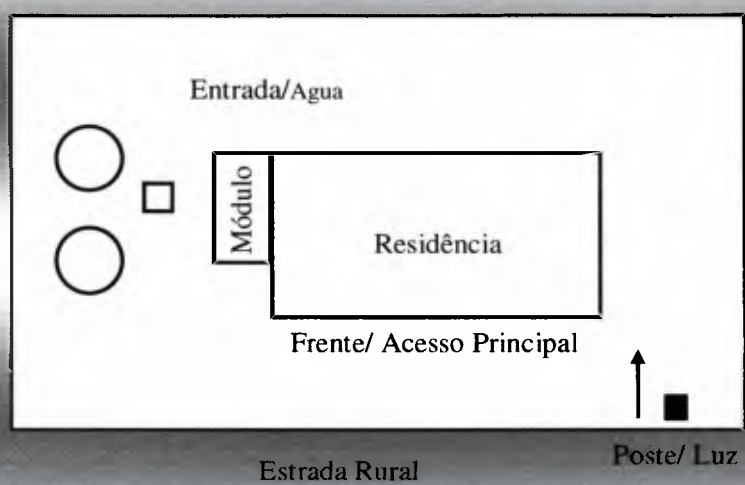 Entrada/Agua
Módulo
Residência
Frente/ Acesso Principal
Poste/ Luz
Estrada Rural